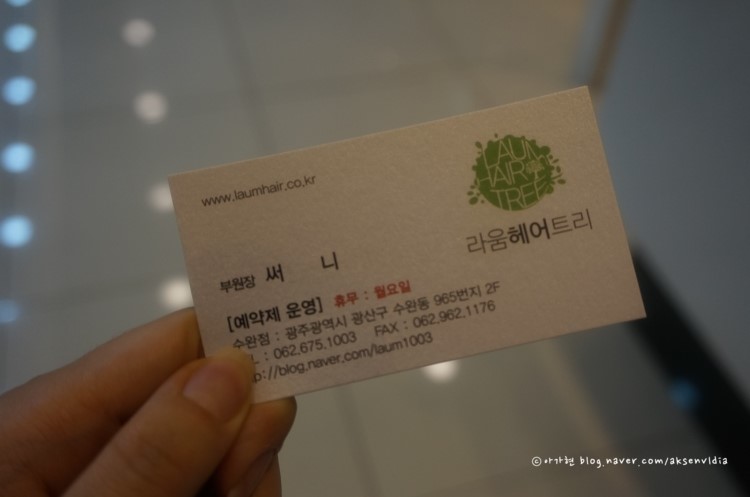 www.laumhair.co.kr
LAUM
HAIR
TREE
라움헤어트리
부원장 써 니
[예약제 운영] 휴무 : 월요일
수완점 : 광주광역시 광산구 수완동 965번지 2F
L : 062.675.1003 FAX : 062.962.1176
p://blog.naver.com/laum1003
©아가현 blog.naver.com/aksenvldia